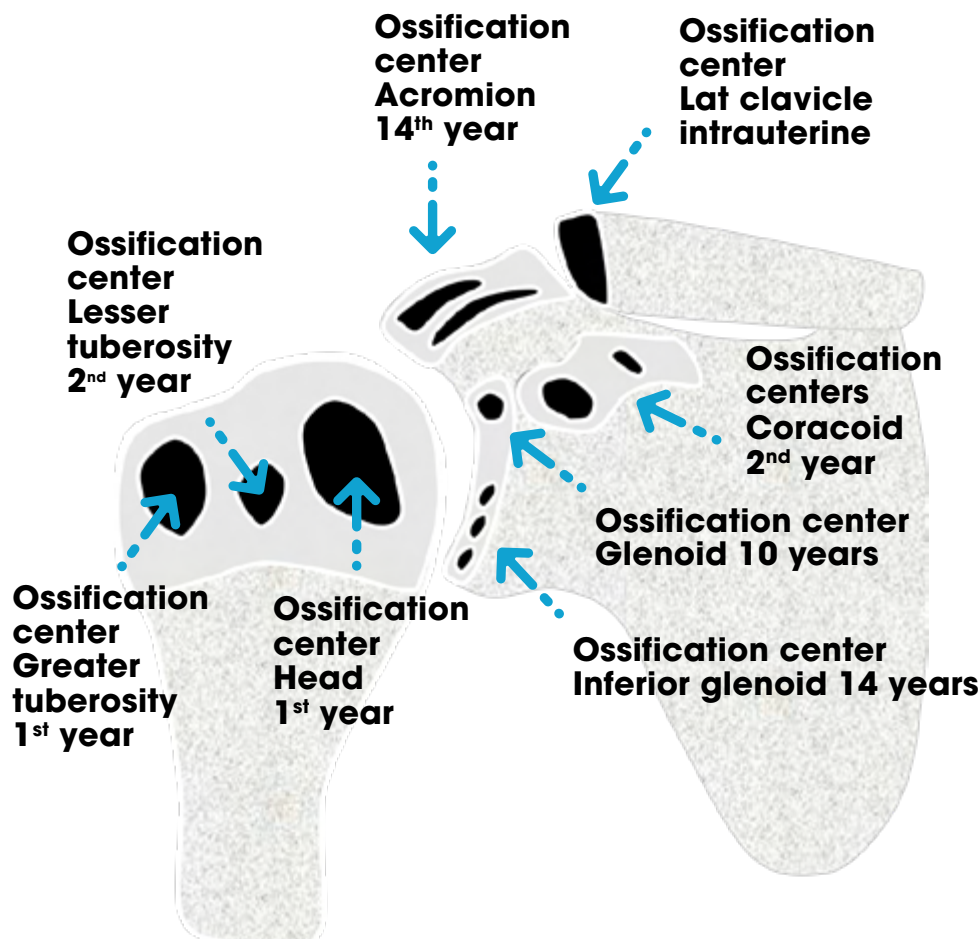 Ossification
center
Acromion
14th year
Ossification
center
Lat clavicle
intrauterine
Ossification
center
Lesser
tuberosity
2nd year
Ossification
centers
Coracoid
2nd year
Ossification center
Glenoid 10 years
Ossification
center
Greater
tuberosity
1st year
Ossification
center
Head
1st year
Ossification center
Inferior glenoid 14 years